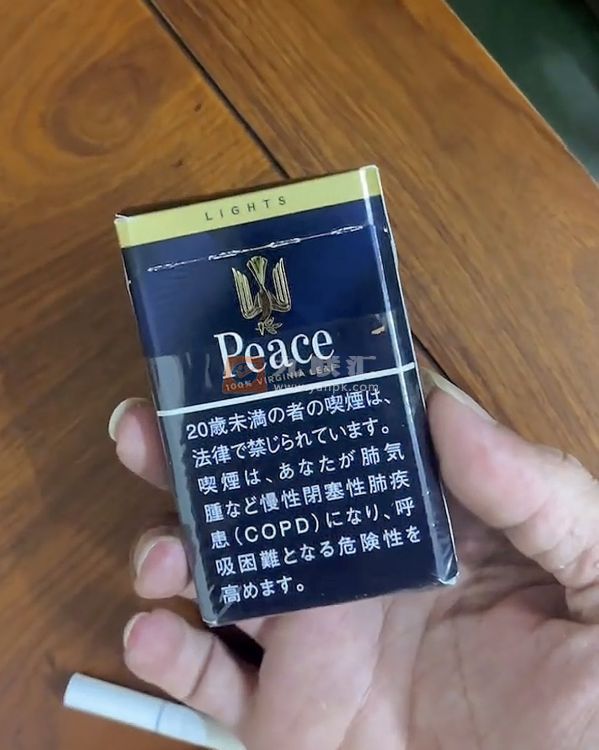 LIGHTS
Peace
100% VIRGINIA LEAF
www.yanpk.com
20歳未満の者の喫煙は、
法律で禁じられています。
喫煙は、あなたが肺気
腫など慢性閉塞性肺疾
患(COPD)になり、呼
吸困難となる危険性を
高めます。